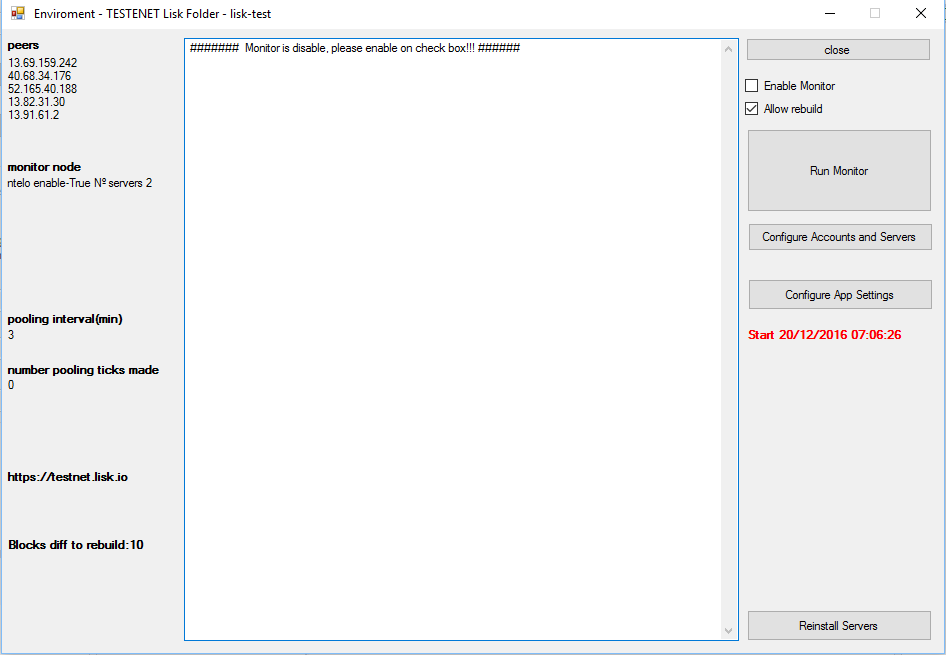 Enviroment - TESTENET Lisk Folder - lisk-test
peers
13.69.159.242
40.68.34.176
52.165.40.188
13.82.31.30
13.91.61.2
monitor node
ntelo enable-True Nº servers 2
pooling interval(min)
3
number pooling ticks made
0
https://testnet.lisk.io
Blocks diff to rebuild:10
####### Monitor is disable, please enable on check box!!! ######
close
Enable Monitor
Allow rebuild
Run Monitor
Configure Accounts and Servers
Configure App Settings
Start 20/12/2016 07:06:26
Reinstall Servers